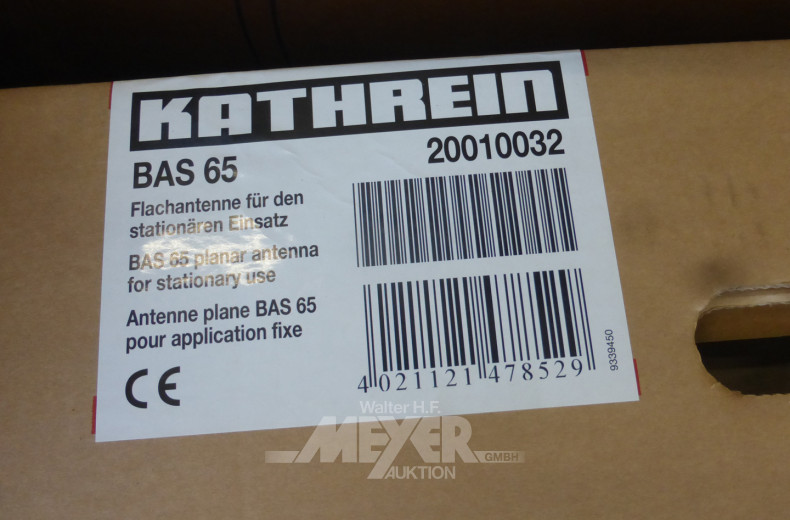 KATHREIN
BAS 65
20010032
Flachantenne für den
stationären Einsatz
BAS 65 planar antenna
for stationary use
Antenne plane BAS 65
pour application fixe
CE
4 021121 478529
9339450
Walter H.F.
MEYER
AUKTION GMBH